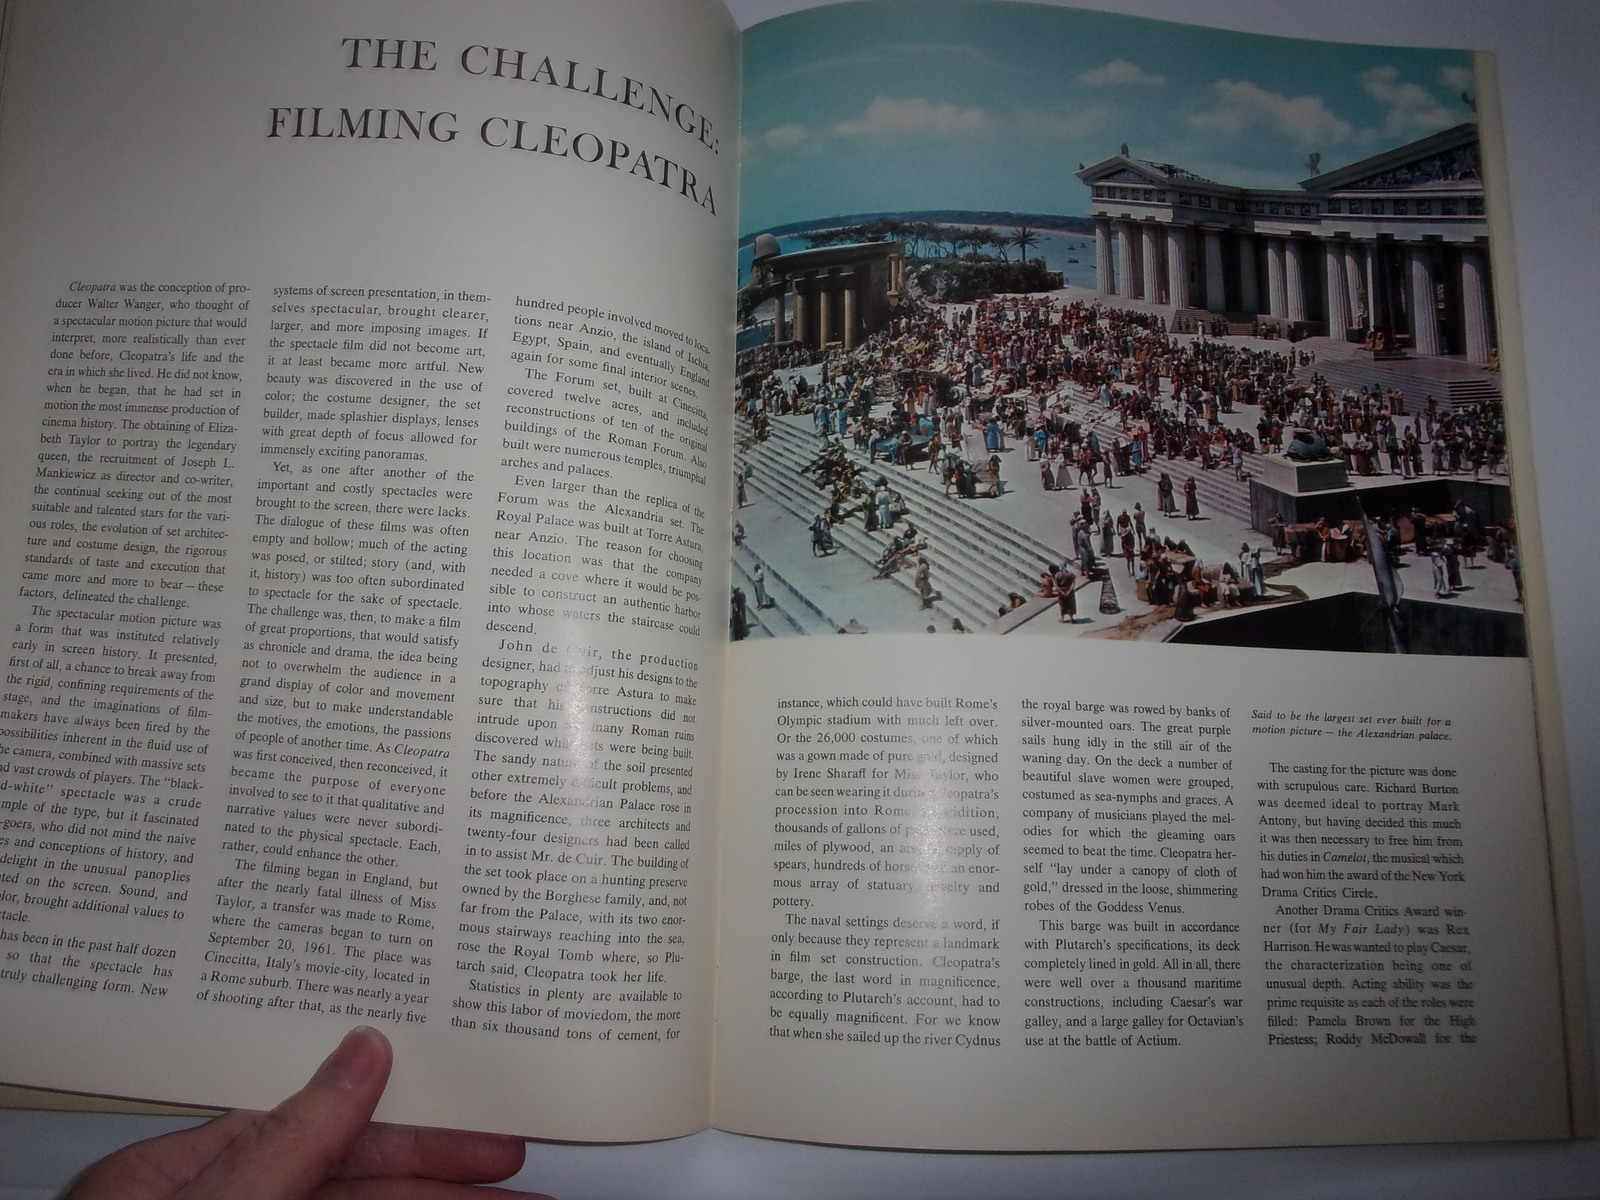 THE CHALLENGE:
FILMING CLEOPATRA
Cleopatra was the conception of pro-
ducer Walter Wanger, who thought of
a spectacular motion picture that would
interpret, more realistically than ever
done before, Cleopatra's life and the
era in which she lived. He did not know,
when he began, that he had set in
motion the most immense production of
cinema history. The obtaining of Eliza-
beth Taylor to portray the legendary
queen, the recruitment of Joseph L.
Mankiewicz as director and co-writer,
the continual seeking out of the most
suitable and talented stars for the vari-
ous roles, the evolution of set architec-
ture and costume design, the rigorous
standards of taste and execution that
came more and more to bear — these
factors, delineated the challenge.
The spectacular motion picture was
a form that was instituted relatively
early in screen history. It presented,
first of all, a chance to break away from
the rigid, confining requirements of the
stage, and the imaginations of film-
makers have always been fired by the
possibilities inherent in the fluid use of
camera, combined with massive sets
vast crowds of players. The "black-
white" spectacle was a crude
of the type, but it fascinated
who did not mind the naive
and conceptions of history, and
delight in the unusual panoplies
on the screen. Sound, and
brought additional values to
has been in the past half dozen
so that the spectacle has
truly challenging form. New
systems of screen presentation, in them-
selves spectacular, brought clearer,
larger, and more imposing images. If
the spectacle film did not become art,
it at least became more artful. New
beauty was discovered in the use of
color; the costume designer, the set
builder, made splashier displays, lenses
with great depth of focus allowed for
immensely exciting panoramas.
Yet, as one after another of the
important and costly spectacles were
brought to the screen, there were lacks.
The dialogue of these films was often
empty and hollow; much of the acting
was posed, or stilted; story (and, with
it, history) was too often subordinated
to spectacle for the sake of spectacle.
The challenge was, then, to make a film
of great proportions, that would satisfy
as chronicle and drama, the idea being
not to overwhelm the audience in a
grand display of color and movement
and size, but to make understandable
the motives, the emotions, the passions
of people of another time. As Cleopatra
was first conceived, then reconceived, it
became the purpose of everyone
involved to see to it that qualitative and
narrative values were never subordi-
nated to the physical spectacle. Each,
rather, could enhance the other.
The filming began in England, but
after the nearly fatal illness of Miss
Taylor, a transfer was made to Rome,
where the cameras began to turn on
September 20, 1961. The place was
Cinecitta, Italy's movie-city, located in
a Rome suburb. There was nearly a year
of shooting after that, as the nearly five
hundred people involved moved to loca-
tions near Anzio, the island of Ischia,
Egypt, Spain, and eventually England
again for some final interior scenes.
The Forum set, built at Cinecitta,
covered twelve acres, and included
reconstructions of ten of the original
buildings of the Roman Forum. Also
built were numerous temples, triumphal
arches and palaces.
Even larger than the replica of the
Forum was the Alexandria set. The
Royal Palace was built at Torre Astura,
near Anzio. The reason for choosing
this location was that the company
needed a cove where it would be pos-
sible to construct an authentic harbor
into whose waters the staircase could
descend.
John de Cuir, the production
designer, had to adjust his designs to the
topography of Torre Astura to make
sure that his constructions did not
intrude upon many Roman ruins
discovered while sets were being built.
The sandy nature of the soil presented
other extremely difficult problems, and
before the Alexandrian Palace rose in
its magnificence, three architects and
twenty-four designers had been called
in to assist Mr. de Cuir. The building of
the set took place on a hunting preserve
owned by the Borghese family, and, not
far from the Palace, with its two enor-
mous stairways reaching into the sea,
rose the Royal Tomb where, so Plu-
tarch said, Cleopatra took her life.
Statistics in plenty are available to
show this labor of moviedom, the more
than six thousand tons of cement, for
instance, which could have built Rome's
Olympic stadium with much left over.
Or the 26,000 costumes, one of which
was a gown made of pure gold, designed
by Irene Sharaff for Miss Taylor, who
can be seen wearing it during Cleopatra's
procession into Rome. In addition,
thousands of gallons of paint were used,
miles of plywood, an ample supply of
spears, hundreds of horses, an enor-
mous array of statuary, jewelry and
pottery.
The naval settings deserve a word, if
only because they represent a landmark
in film set construction. Cleopatra's
barge, the last word in magnificence,
according to Plutarch's account, had to
be equally magnificent. For we know
that when she sailed up the river Cydnus
the royal barge was rowed by banks of
silver-mounted oars. The great purple
sails hung idly in the still air of the
waning day. On the deck a number of
beautiful slave women were grouped,
costumed as sea-nymphs and graces. A
company of musicians played the mel-
odies for which the gleaming oars
seemed to beat the time. Cleopatra her-
self "lay under a canopy of cloth of
gold," dressed in the loose, shimmering
robes of the Goddess Venus.
This barge was built in accordance
with Plutarch's specifications, its deck
completely lined in gold. All in all, there
were well over a thousand maritime
constructions, including Caesar's war
galley, and a large galley for Octavian's
use at the battle of Actium.
Said to be the largest set ever built for a
motion picture — the Alexandrian palace.
The casting for the picture was done
with scrupulous care. Richard Burton
was deemed ideal to portray Mark
Antony, but having decided this much
it was then necessary to free him from
his duties in Camelot, the musical which
had won him the award of the New York
Drama Critics Circle.
Another Drama Critics Award win-
ner (for My Fair Lady) was Rex
Harrison. He was wanted to play Caesar,
the characterization being one of
unusual depth. Acting ability was the
prime requisite as each of the roles were
filled: Pamela Brown for the High
Priestess; Roddy McDowall for the